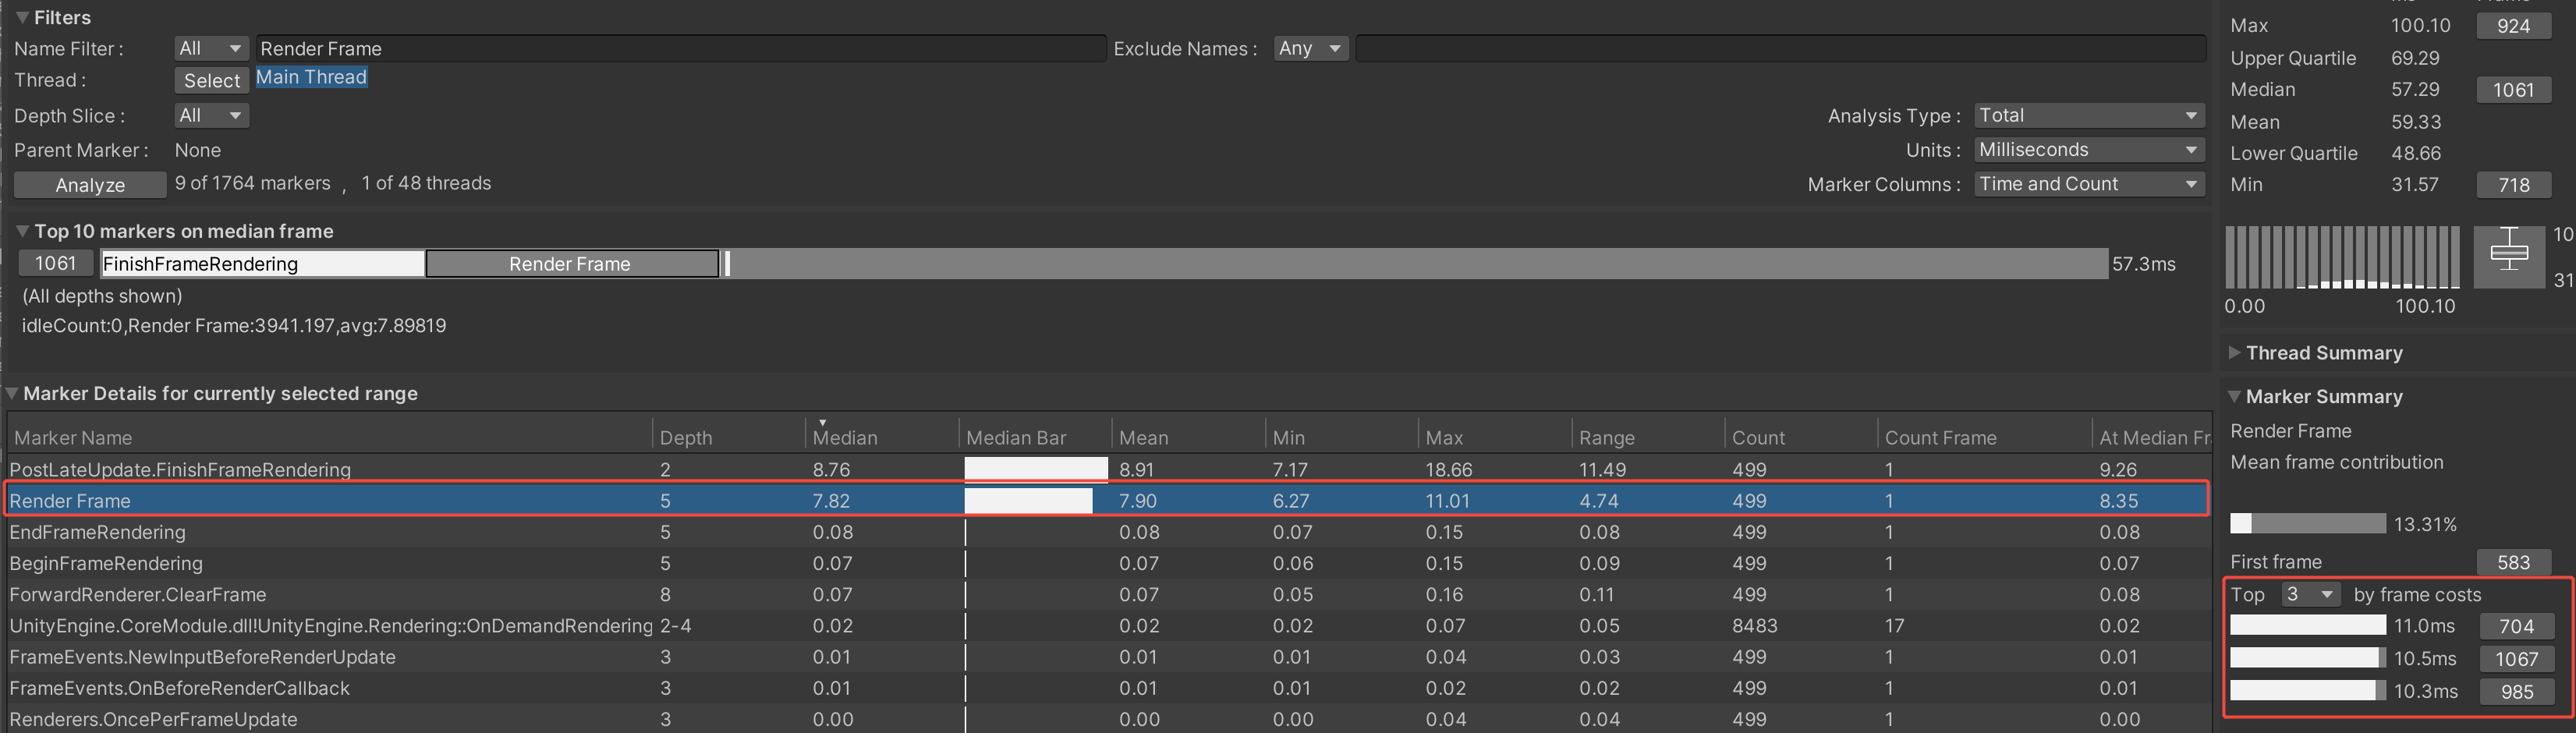 Filters
Name Filter : All Render Frame Exclude Names : Any
Thread : Select Main Thread
Depth Slice : All
Analysis Type : Total
Parent Marker : None
Units : Milliseconds
Analyze 9 of 1764 markers , 1 of 48 threads
Marker Columns : Time and Count
Top 10 markers on median frame
1061 FinishFrameRendering Render Frame 57.3ms
(All depths shown)
idleCount:0,Render Frame:3941.197,avg:7.89819
Marker Details for currently selected range
Marker Name Depth Median Median Bar Mean Min Max Range Count Count Frame At Median Fr
PostLateUpdate.FinishFrameRendering 2 8.76 8.91 7.17 18.66 11.49 499 1 9.26
Render Frame 5 7.82 7.90 6.27 11.01 4.74 499 1 8.35
EndFrameRendering 5 0.08 0.08 0.07 0.15 0.08 499 1 0.08
BeginFrameRendering 5 0.07 0.07 0.06 0.15 0.09 499 1 0.07
ForwardRenderer.ClearFrame 8 0.07 0.07 0.05 0.16 0.11 499 1 0.08
UnityEngine.CoreModule.dll!UnityEngine.Rendering::OnDemandRendering 2-4 0.02 0.02 0.02 0.07 0.05 8483 17 0.02
FrameEvents.NewInputBeforeRenderUpdate 3 0.01 0.01 0.01 0.04 0.03 499 1 0.01
FrameEvents.OnBeforeRenderCallback 3 0.01 0.01 0.01 0.02 0.02 499 1 0.01
Renderers.OncePerFrameUpdate 3 0.00 0.00 0.00 0.04 0.04 499 1 0.00
Max 100.10 924
Upper Quartile 69.29
Median 57.29 1061
Mean 59.33
Lower Quartile 48.66
Min 31.57 718
10
31
0.00 100.10
Thread Summary
Marker Summary
Render Frame
Mean frame contribution
13.31%
First frame 583
Top 3 by frame costs
11.0ms 704
10.5ms 1067
10.3ms 985